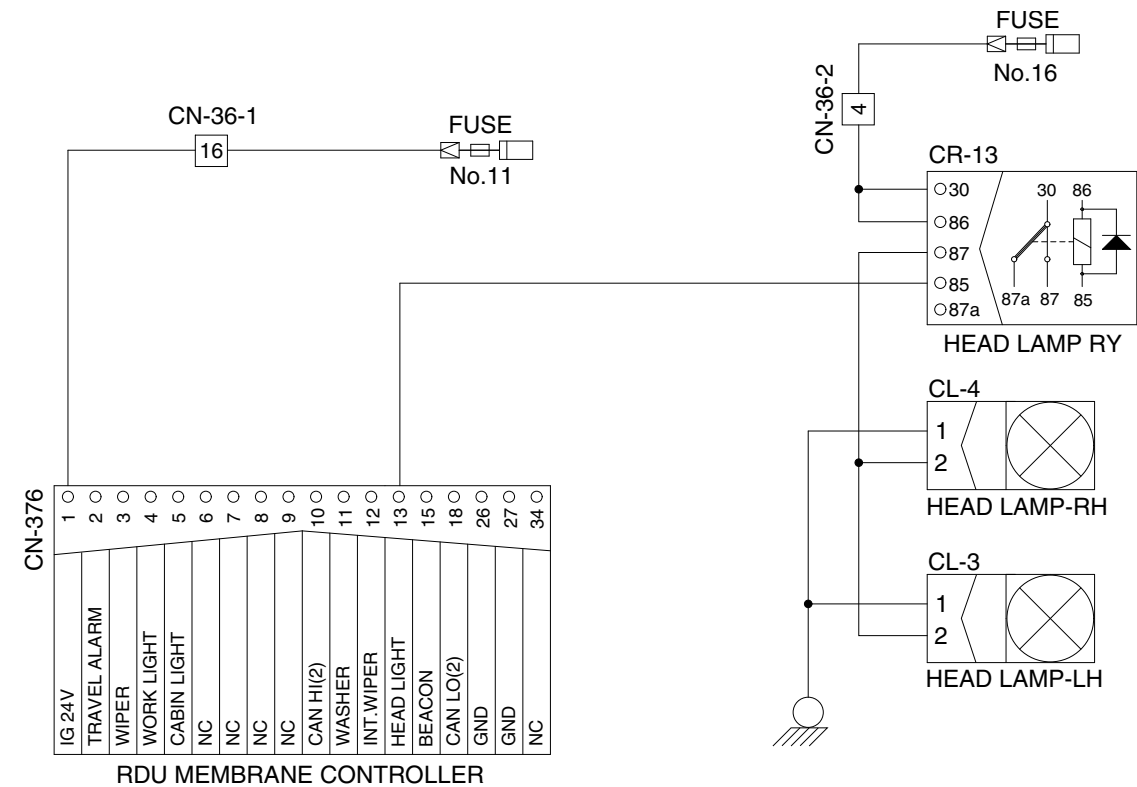 FUSE
No.16
CN-36-2
4
CN-36-1
16
FUSE
No.11
CR-13
30
86
87
85
87a
30 86
87a 87 85
HEAD LAMP RY
CL-4
1
2
HEAD LAMP-RH
CL-3
1
2
HEAD LAMP-LH
CN-376
1 2 3 4 5 6 7 8 9 10 11 12 13 15 18 26 27 34
IG 24V
TRAVEL ALARM
WIPER
WORK LIGHT
CABIN LIGHT
NC
NC
NC
NC
CAN HI(2)
WASHER
INT.WIPER
HEAD LIGHT
BEACON
CAN LO(2)
GND
GND
NC
RDU MEMBRANE CONTROLLER